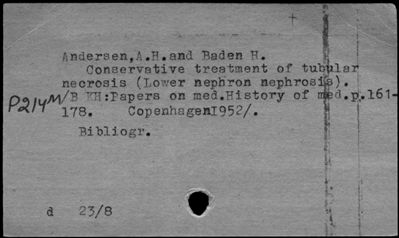 Andersen,A.H.and Baden H.
Conservative treatment of tubular
necrosis (Lower nephron nephrosis).
P214M /B KH:Papers on med.History of med.p.161-
178. Copenhagen1952/.
Bibliogr.
d 23/8